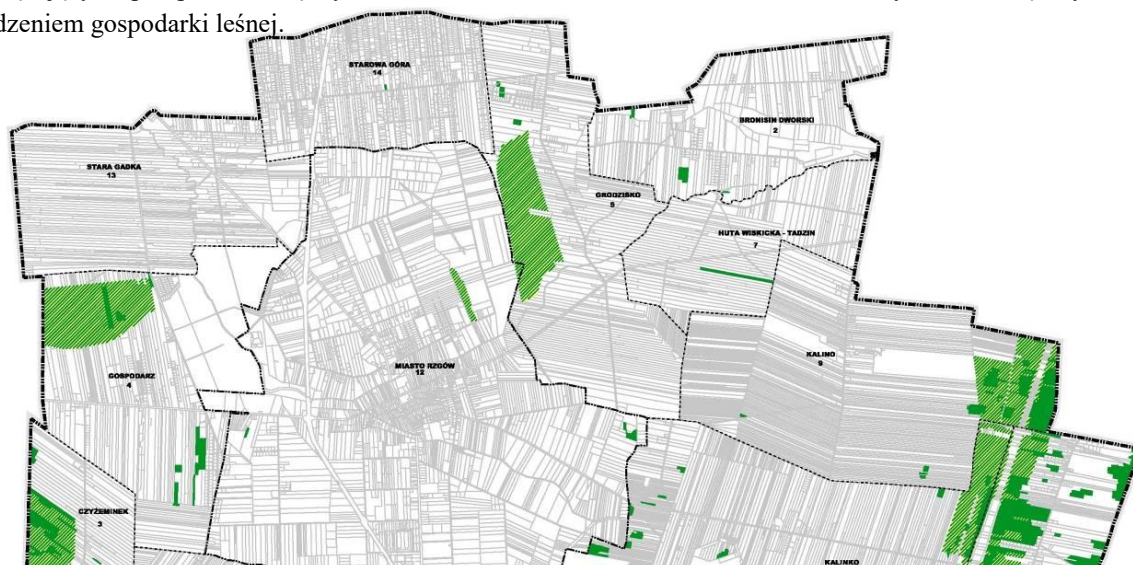 dzeniem gospodarki leśnej.
STAROWA GÓRA
14
BRONISIN DWORSKI
2
STARA GADKA
13
GRODZISKO
5
HUTA WISKICKA - TADZIN
7
KALINO
9
MIASTO RZGÓW
12
GOSPODARZ
4
CZYŻEMINEK
3
KALINKO